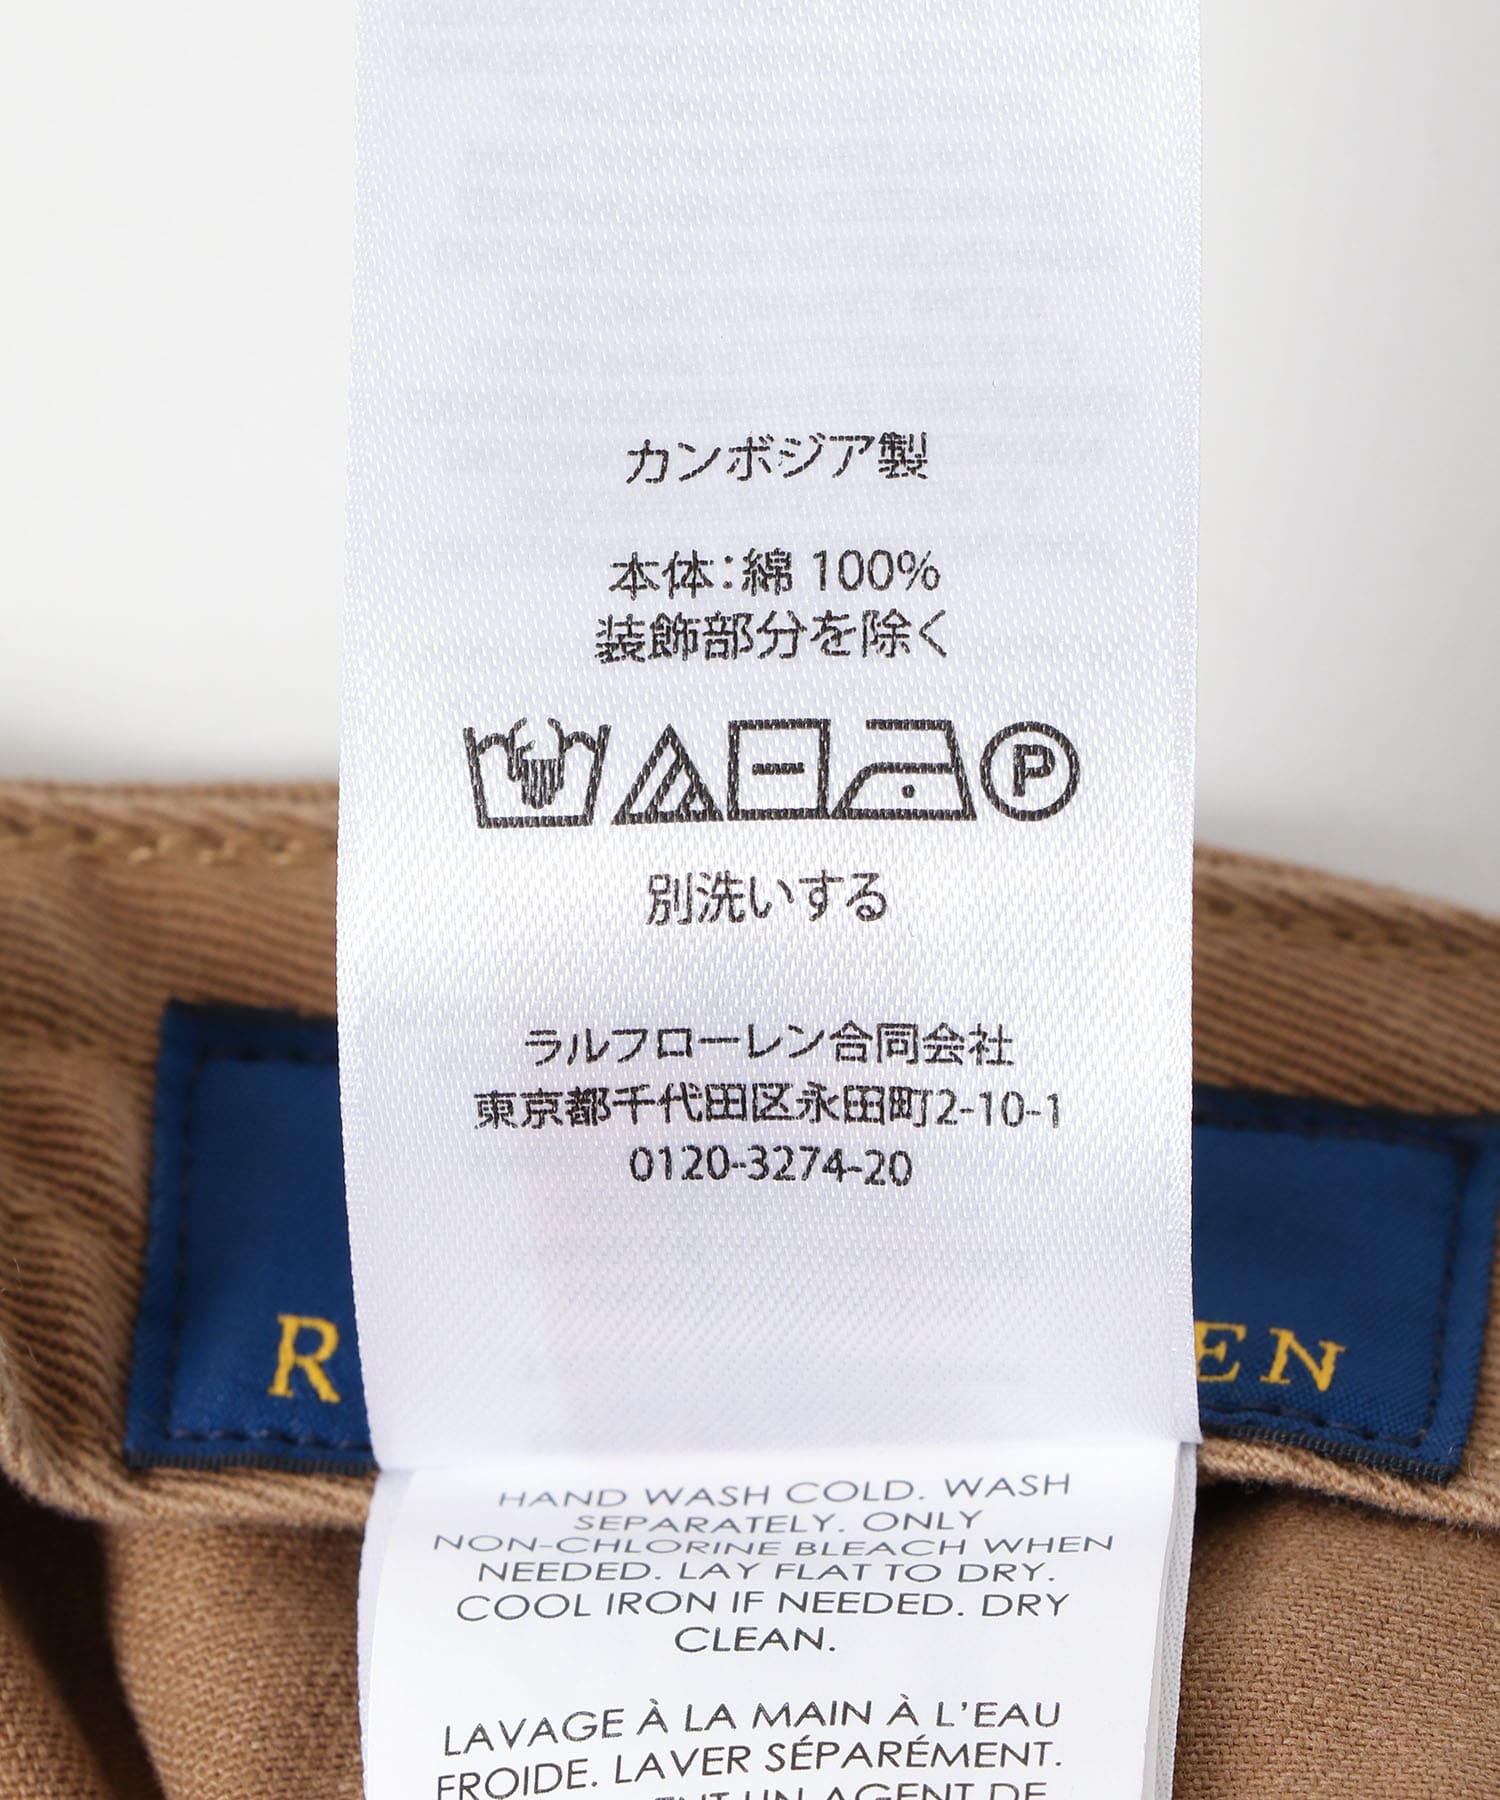 カンボジア製
本体：綿 100%
装飾部分を除く
P
別洗いする
ラルフローレン合同会社
東京都千代田区永田町2-10-1
0120-3274-20
R EN
HAND WASH COLD. WASH
SEPARATELY. ONLY
NON-CHLORINE BLEACH WHEN
NEEDED. LAY FLAT TO DRY.
COOL IRON IF NEEDED. DRY
CLEAN.
LAVAGE À LA MAIN À L'EAU
FROIDE. LAVER SÉPARÉMENT.
UN AGENT DE